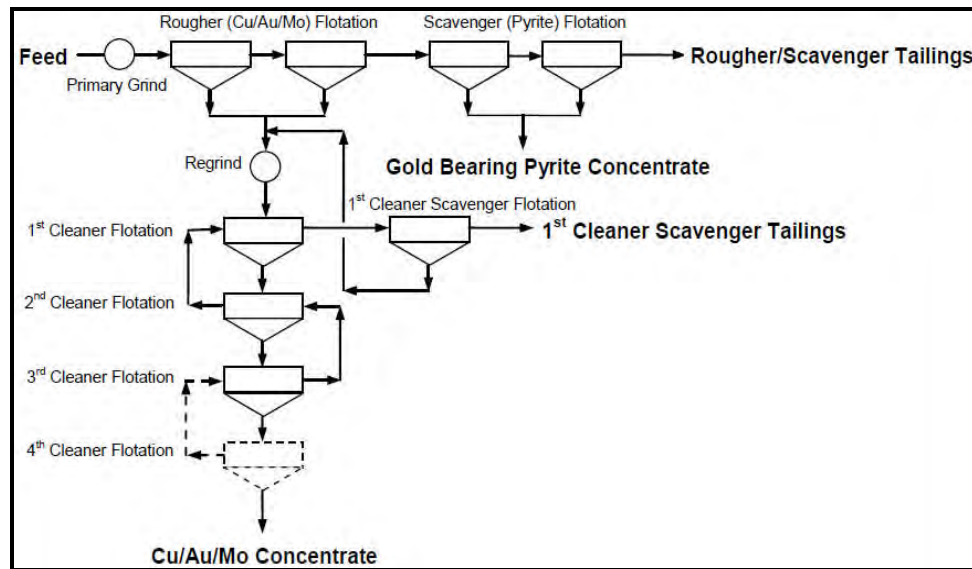 Rougher (Cu/Au/Mo) Flotation
Scavenger (Pyrite) Flotation
Feed
Rougher/Scavenger Tailings
Primary Grind
Gold Bearing Pyrite Concentrate
Regrind
1st Cleaner Scavenger Flotation
1st Cleaner Flotation
1st Cleaner Scavenger Tailings
2nd Cleaner Flotation
3rd Cleaner Flotation
4th Cleaner Flotation
Cu/Au/Mo Concentrate